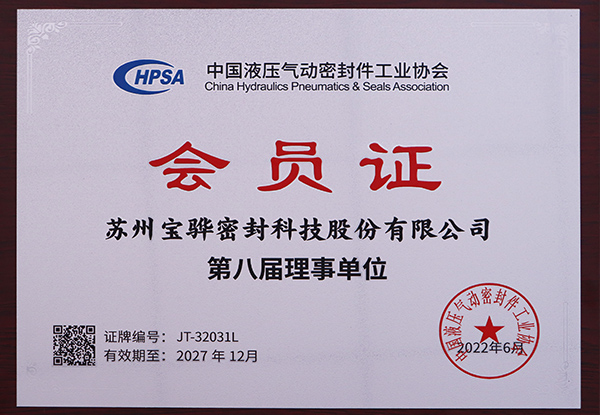 CHPSA 中国液压气动密封件工业协会
China Hydraulics Pneumatics & Seals Association
会员证
苏州宝骅密封科技股份有限公司
第八届理事单位
证牌编号： JT-32031L
有效期至： 2027 年 12月
中国液压气动密封件工业协会
2022年6月